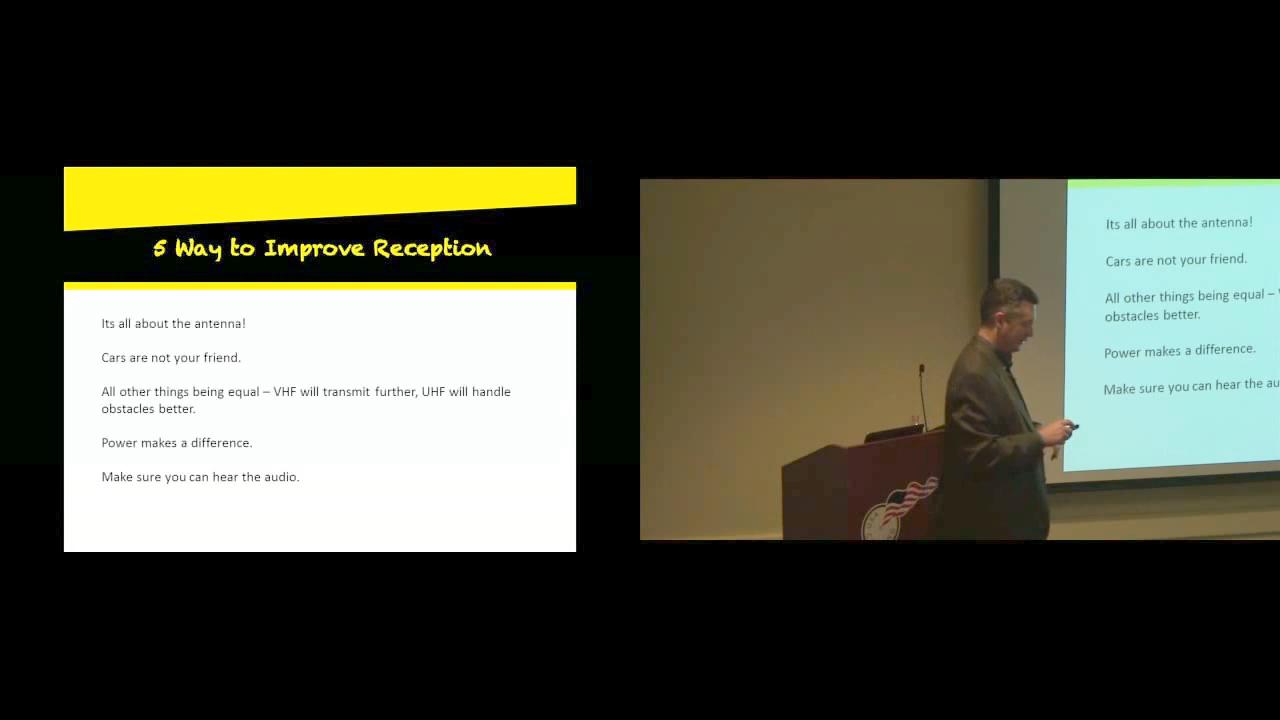 5 Way to Improve Reception
Its all about the antenna!
Cars are not your friend.
All other things being equal – VHF will transmit further, UHF will handle
obstacles better.
Power makes a difference.
Make sure you can hear the audio.
Its all about the antenna!
Cars are not your friend.
All other things being equal –
obstacles better.
Power makes a difference.
Make sure you can hear the au
USA